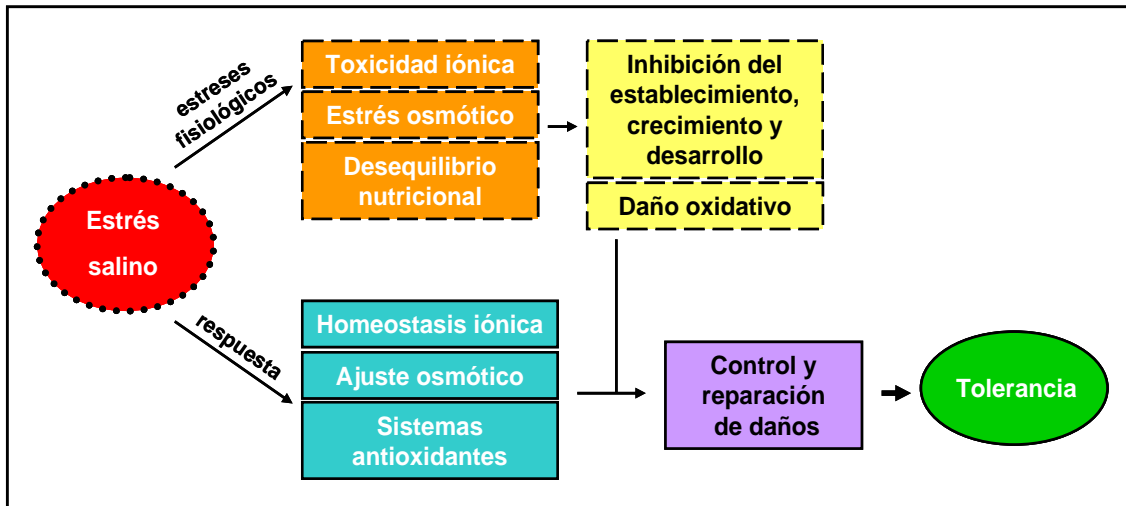 estreses
fisiológicos
Toxicidad iónica
Estrés osmótico
Desequilibrio
nutricional
Inhibición del
establecimiento,
crecimiento y
desarrollo
Daño oxidativo
Estrés
salino
respuesta
Homeostasis iónica
Ajuste osmótico
Sistemas
antioxidantes
Control y
reparación
de daños
Tolerancia